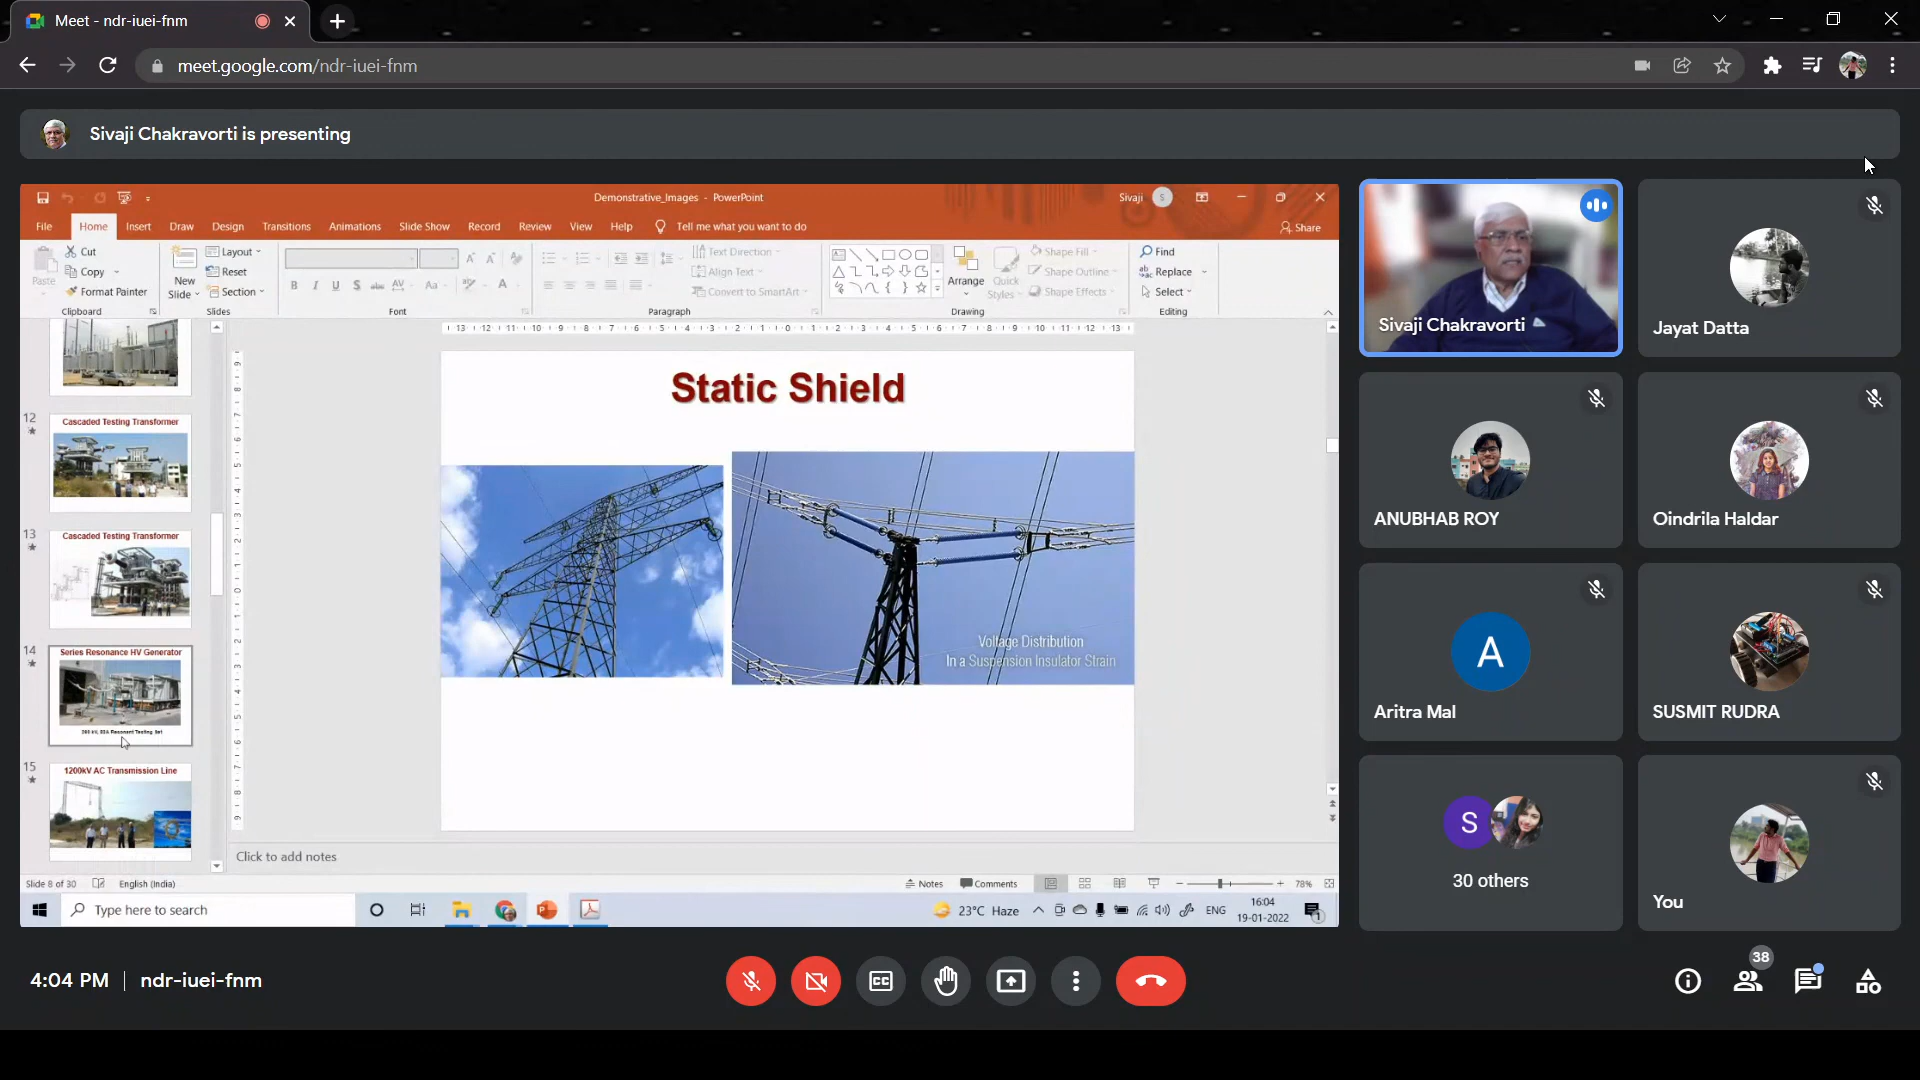 Meet - ndr-iuei-fnm
meet.google.com/ndr-iuei-fnm
Sivaji Chakravorti is presenting
Demonstrative_Images - PowerPoint
Sivaji S
File Home Insert Draw Design Transitions Animations Slide Show Record Review View Help Tell me what you want to do Share
Paste
Cut
Copy
Format Painter
Clipboard
New
Slide
Layout
Reset
Section
Slides
Font
Text Direction
Align Text
Convert to SmartArt
Paragraph
Arrange
Quick
Styles
Shape Fill
Shape Outline
Shape Effects
Drawing
Find
Replace
Select
Editing
12
Cascaded Testing Transformer
13
Cascaded Testing Transformer
14
Series Resonance HV Generator
15
1200kV AC Transmission Line
Static Shield
Voltage Distribution
In a Suspension Insulator Strain
Click to add notes
Slide 8 of 30 English (India) Notes Comments 78%
Type here to search
23°C Haze ENG
16:04
19-01-2022
1
Sivaji Chakravorti
Jayat Datta
ANUBHAB ROY
Oindrila Haldar
A
Aritra Mal
SUSMIT RUDRA
S
30 others
You
4:04 PM | ndr-iuei-fnm
CC
38